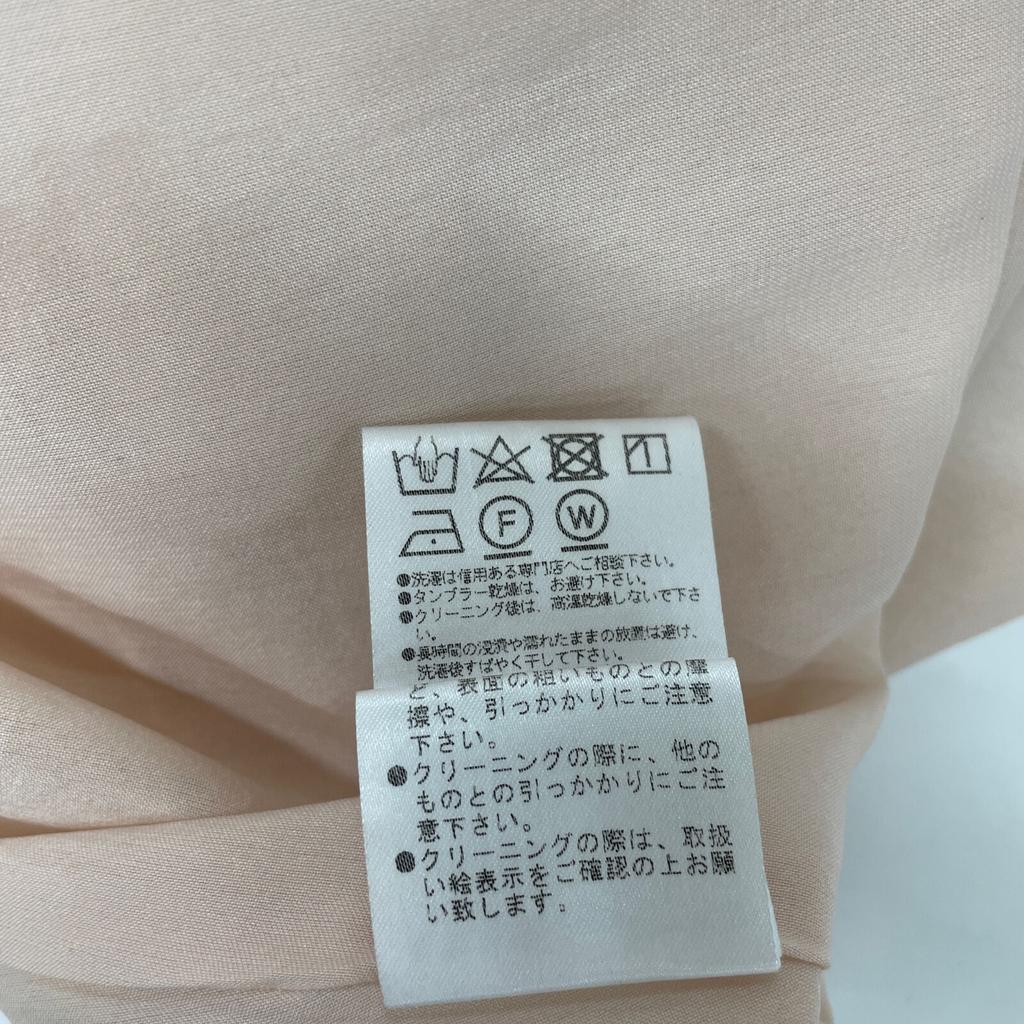 F W
●洗濯は信用ある専門店へご相談下さい。
●タンブラー乾燥は、お避け下さい。
●クリーニング後は、高温乾燥しないで下さ
い。
●長時間の浸漬や濡れたままの放置は避け、
洗濯後すばやく干して下さい。
ど、表面の粗いものとの摩
擦や、引っかかりにご注意
下さい。
●クリーニングの際に、他の
ものとの引っかかりにご注
意下さい。
●クリーニングの際は、取扱
い絵表示をご確認の上お願
い致します。